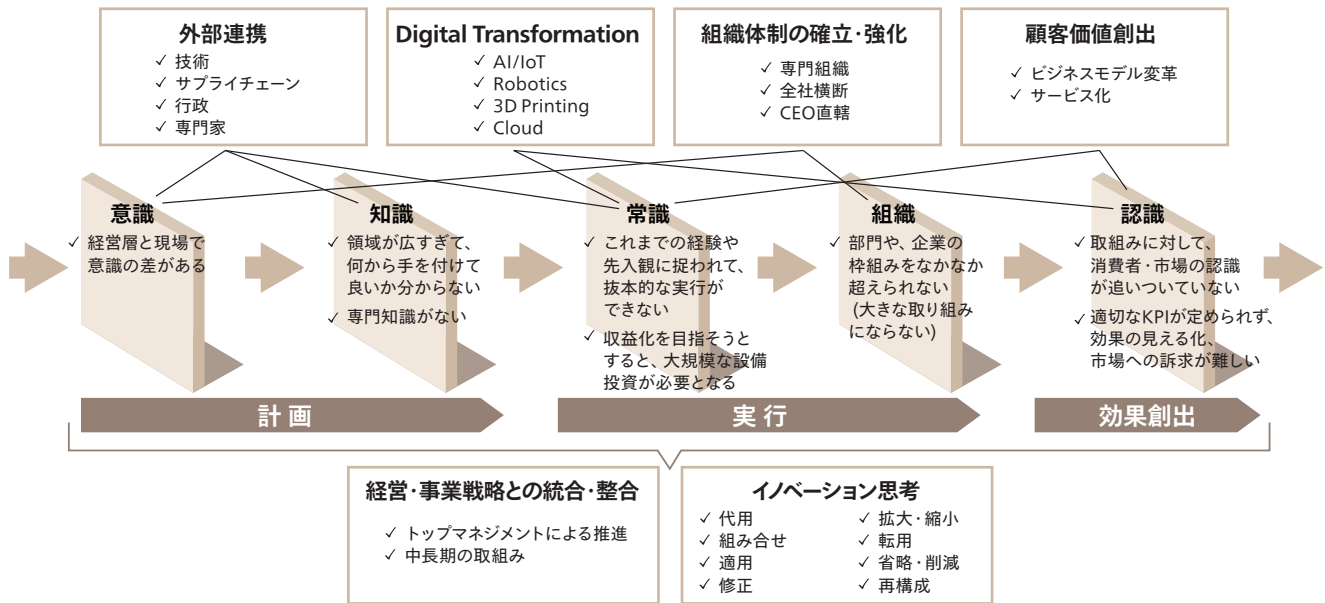 外部連携
✓ 技術
✓ サプライチェーン
✓ 行政
✓ 専門家
Digital Transformation
✓ AI/IoT
✓ Robotics
✓ 3D Printing
✓ Cloud
組織体制の確立・強化
✓ 専門組織
✓ 全社横断
✓ CEO直轄
顧客価値創出
✓ ビジネスモデル変革
✓ サービス化
意識
✓ 経営層と現場で
意識の差がある
知識
✓ 領域が広すぎて、
何から手を付けて
良いか分からない
✓ 専門知識がない
常識
✓ これまでの経験や
先入観に捉われて、
抜本的な実行が
できない
✓ 収益化を目指そうと
すると、大規模な設備
投資が必要となる
組織
✓ 部門や、企業の
枠組みをなかなか
超えられない
(大きな取り組み
にならない)
認識
✓ 取組みに対して、
消費者・市場の認識
が追いついていない
✓ 適切なKPIが定められず、
効果の見える化、
市場への訴求が難しい
計 画
実 行
効果創出
経営・事業戦略との統合・整合
✓ トップマネジメントによる推進
✓ 中長期の取組み
イノベーション思考
✓ 代用
✓ 組み合せ
✓ 適用
✓ 修正
✓ 拡大・縮小
✓ 転用
✓ 省略・削減
✓ 再構成